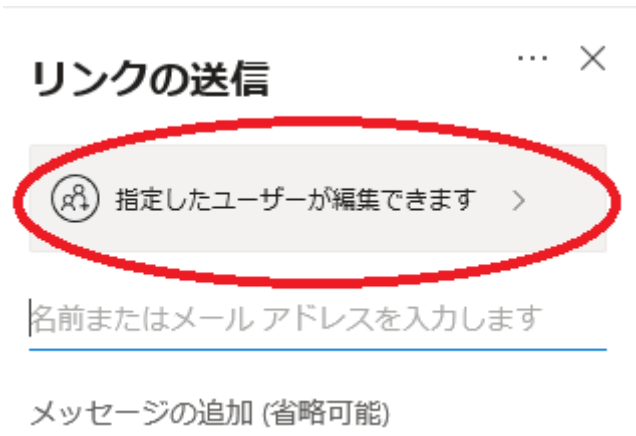 リンクの送信
指定したユーザーが編集できます
名前またはメール アドレスを入力します
メッセージの追加 (省略可能)